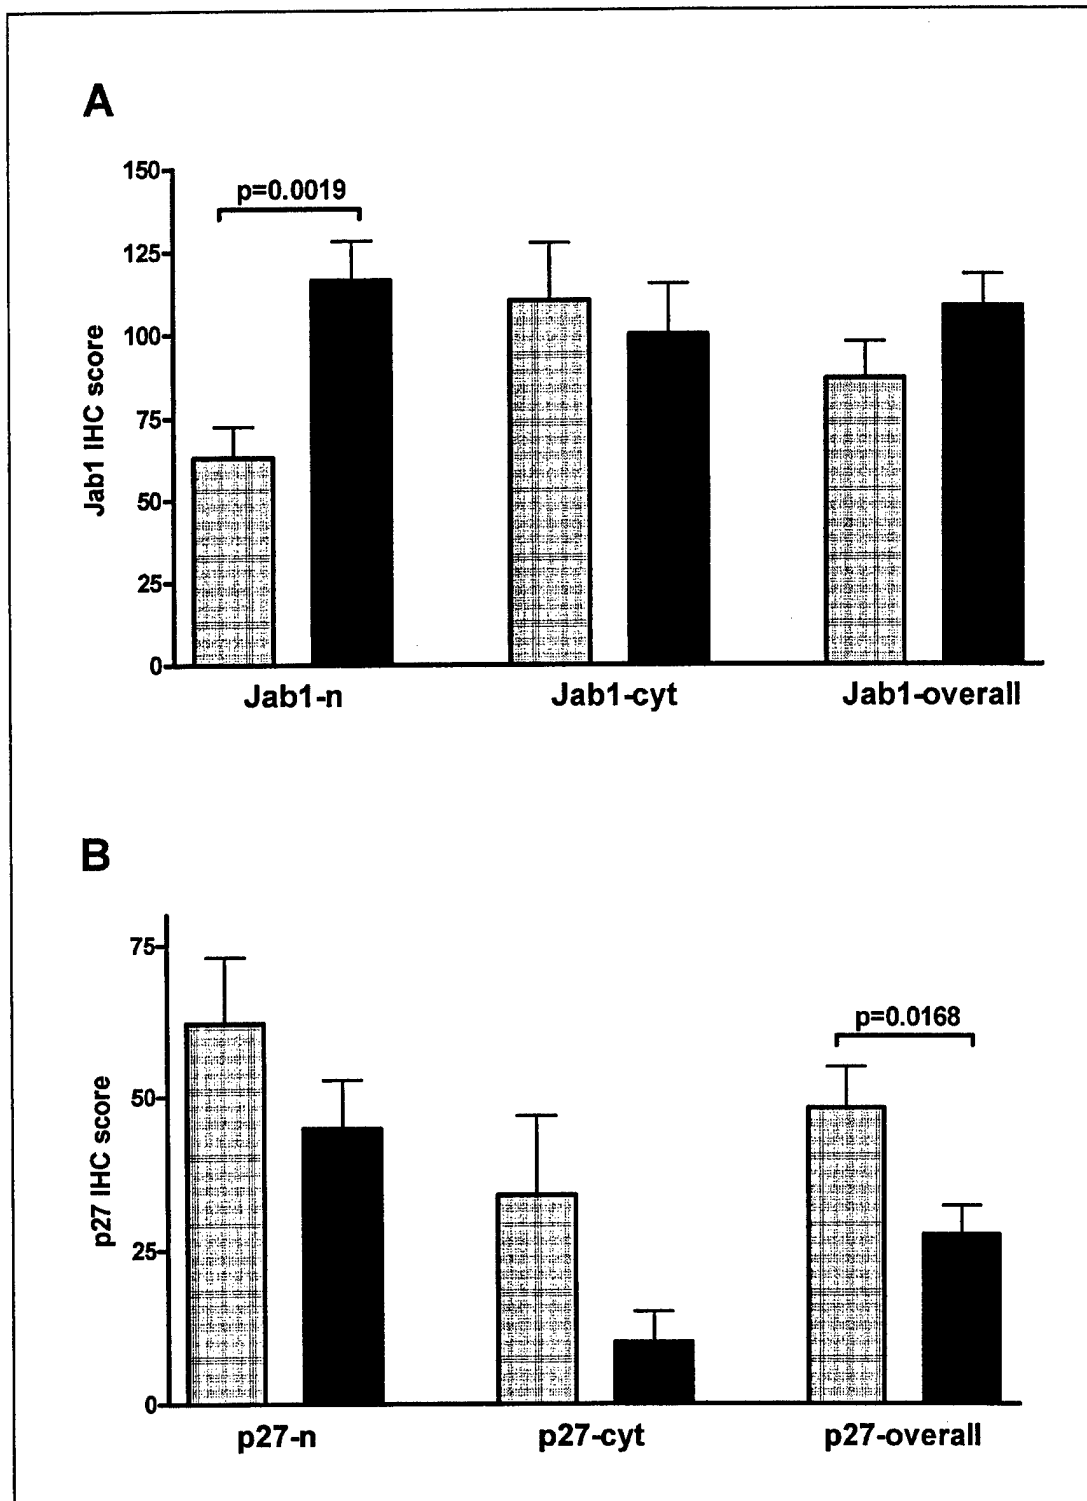 A
150
p=0.0019
125
100
75
50
25
0
Jab1 IHC score
Jab1-n Jab1-cyt Jab1-overall
B
75
p=0.0168
50
25
0
p27 IHC score
p27-n p27-cyt p27-overall